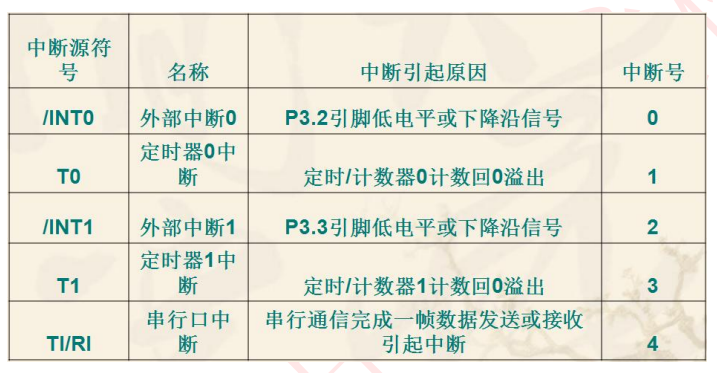 中断源符
号
名称
中断引起原因
中断号
/INT0
外部中断0
P3.2引脚低电平或下降沿信号
0
T0
定时器0中
断
定时/计数器0计数回0溢出
1
/INT1
外部中断1
P3.3引脚低电平或下降沿信号
2
T1
定时器1中
断
定时/计数器1计数回0溢出
3
TI/RI
串行口中
断
串行通信完成一帧数据发送或接收
引起中断
4